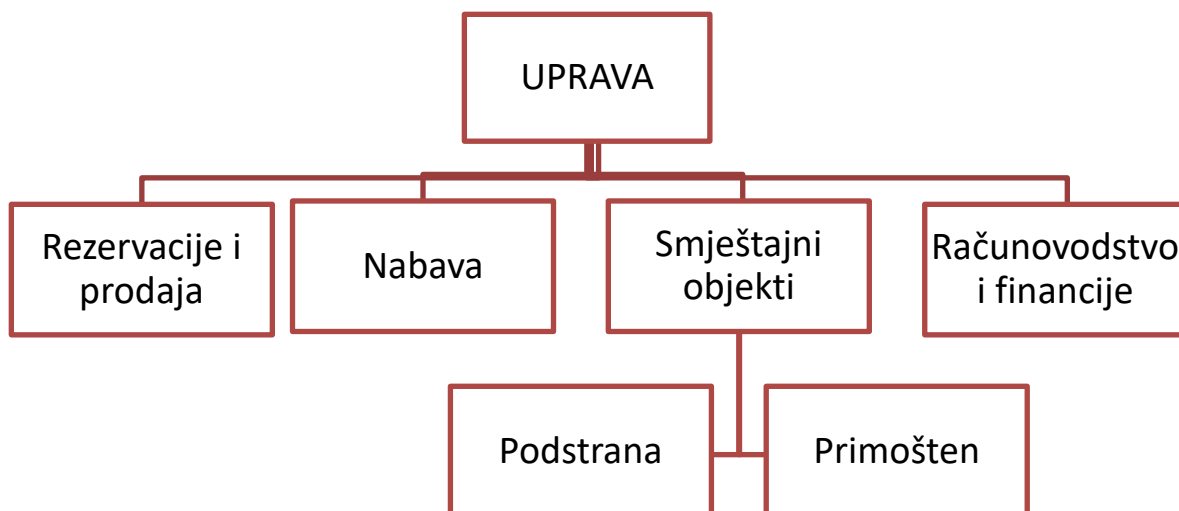 UPRAVA
Rezervacije i
prodaja
Nabava
Smještajni
objekti
Računovodstvo
i financije
Podstrana
Primošten